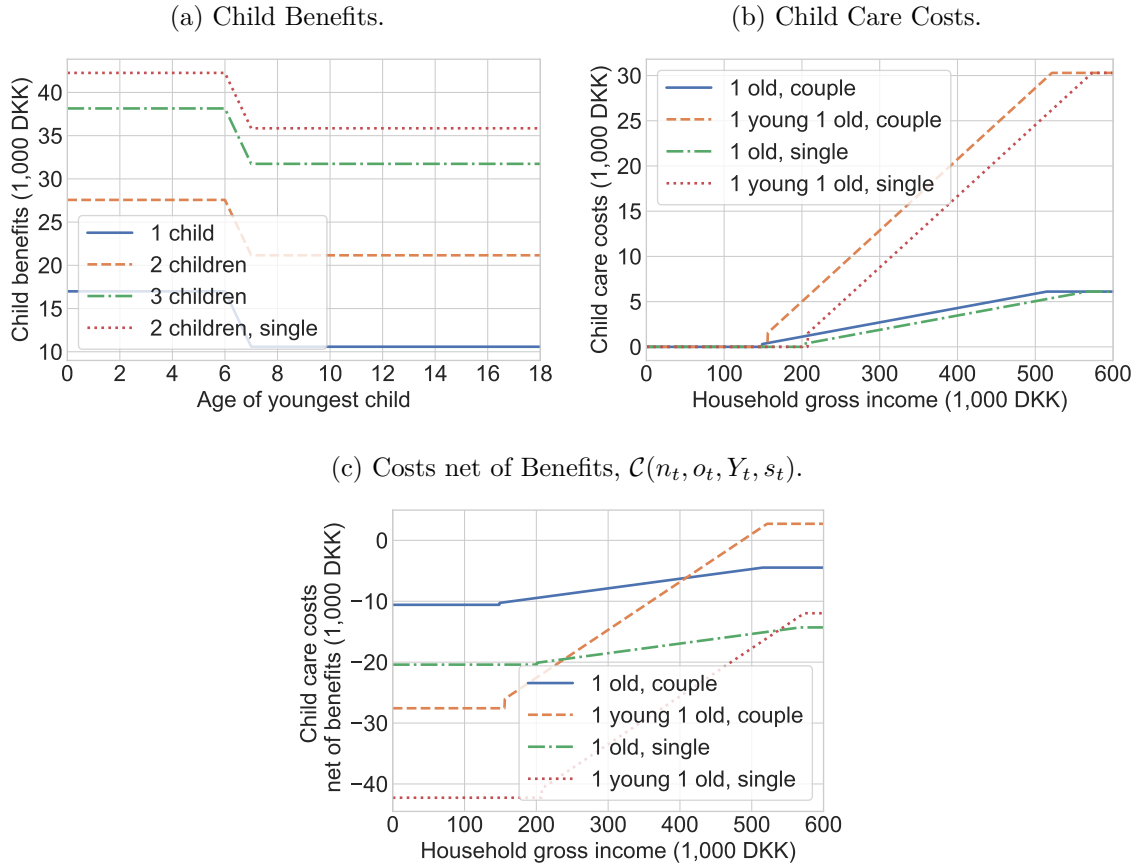 (a) Child Benefits.
Child benefits (1,000 DKK)
40
35
30
25
20
15
10
1 child
2 children
3 children
2 children, single
0 2 4 6 8 10 12 14 16 18
Age of youngest child
(b) Child Care Costs.
Child care costs (1,000 DKK)
30
25
20
15
10
5
0
1 old, couple
1 young 1 old, couple
1 old, single
1 young 1 old, single
0 100 200 300 400 500 600
Household gross income (1,000 DKK)
(c) Costs net of Benefits, 𝒞(nₜ, oₜ, Yₜ, sₜ).
Child care costs
net of benefits (1,000 DKK)
0
−10
−20
−30
−40
1 old, couple
1 young 1 old, couple
1 old, single
1 young 1 old, single
0 100 200 300 400 500 600
Household gross income (1,000 DKK)